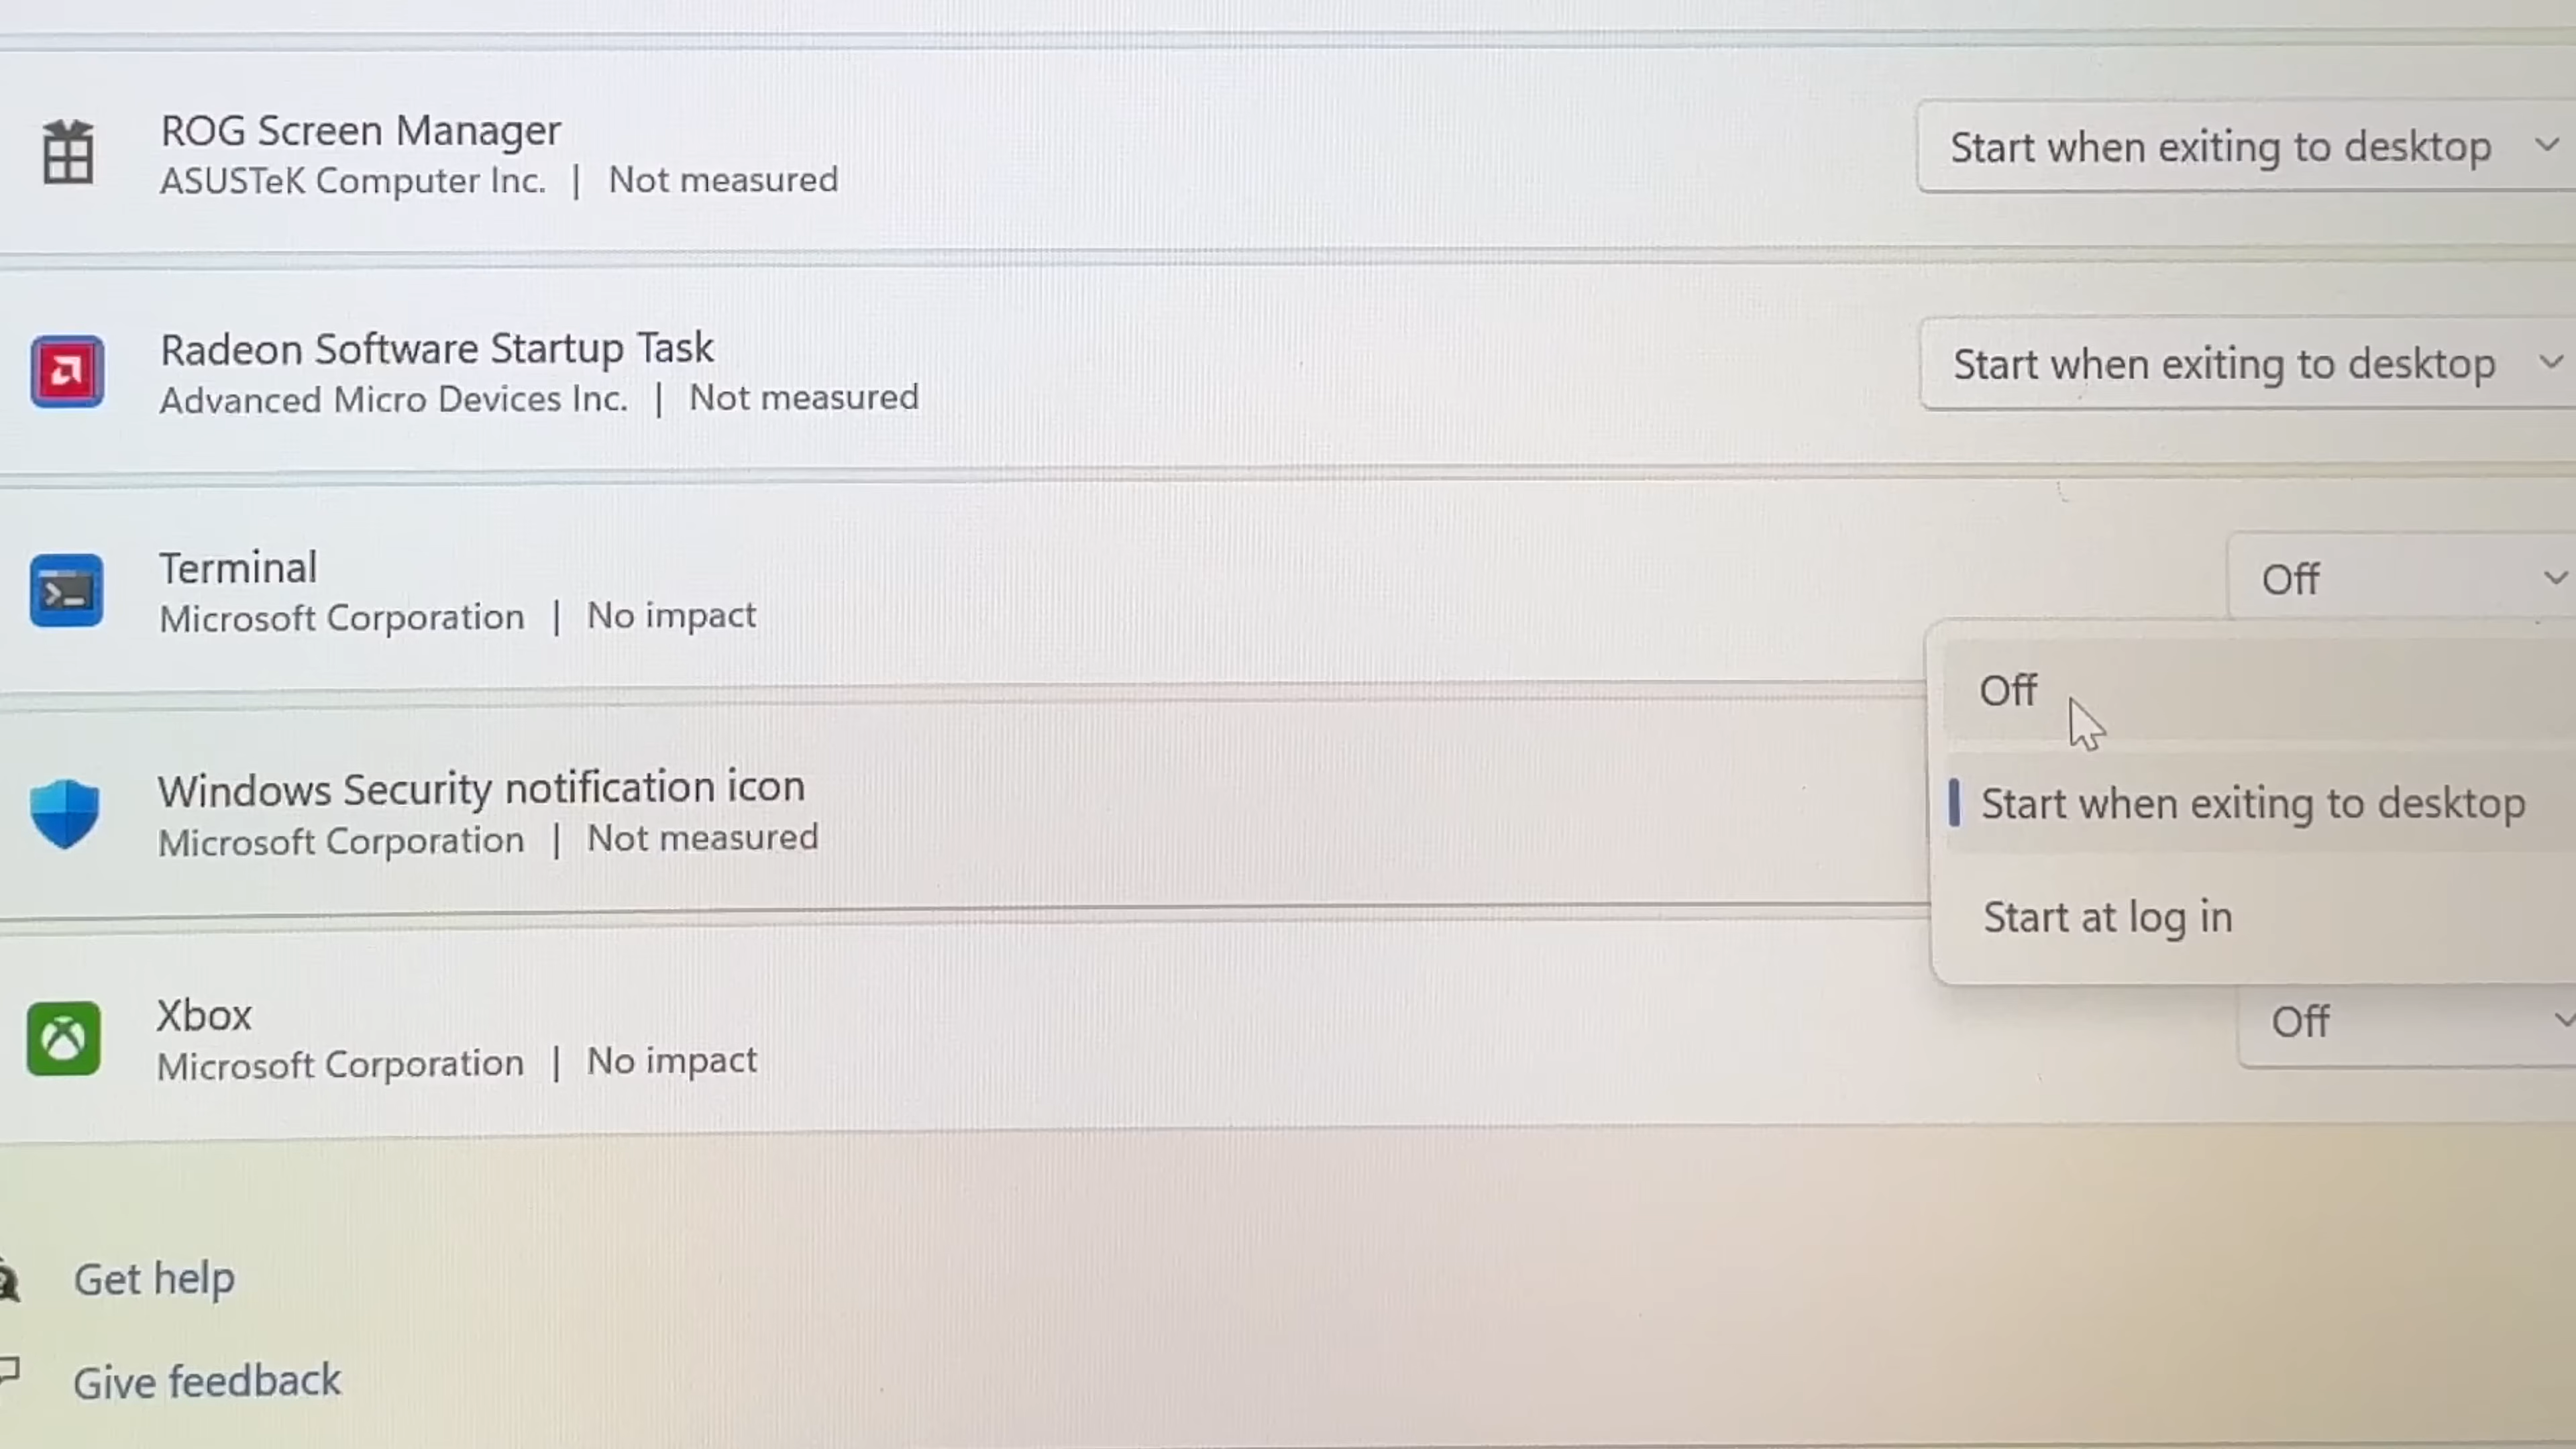 ROG Screen Manager
ASUSTeK Computer Inc. | Not measured
Start when exiting to desktop
Radeon Software Startup Task
Advanced Micro Devices Inc. | Not measured
Start when exiting to desktop
Terminal
Microsoft Corporation | No impact
Off
Off
Start when exiting to desktop
Start at log in
Windows Security notification icon
Microsoft Corporation | Not measured
Xbox
Microsoft Corporation | No impact
Off
Get help
Give feedback